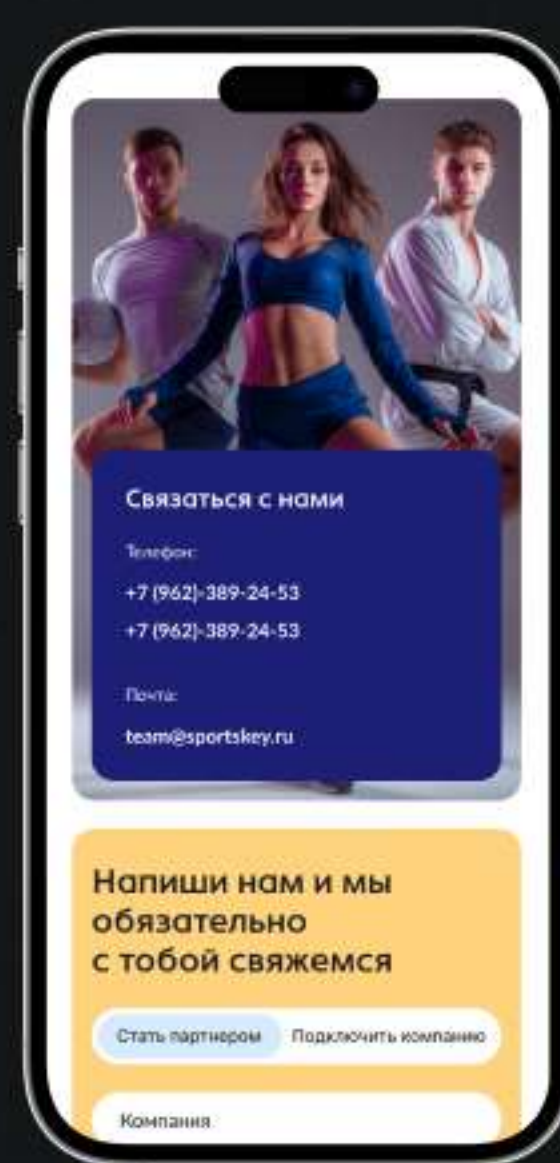 Связаться с нами
Телефон:
+7 (962)-389-24-53
+7 (962)-389-24-53
Почта:
team@sportskey.ru
Напиши нам и мы
обязательно
с тобой свяжемся
Стать партнером Подключить компанию
Компания